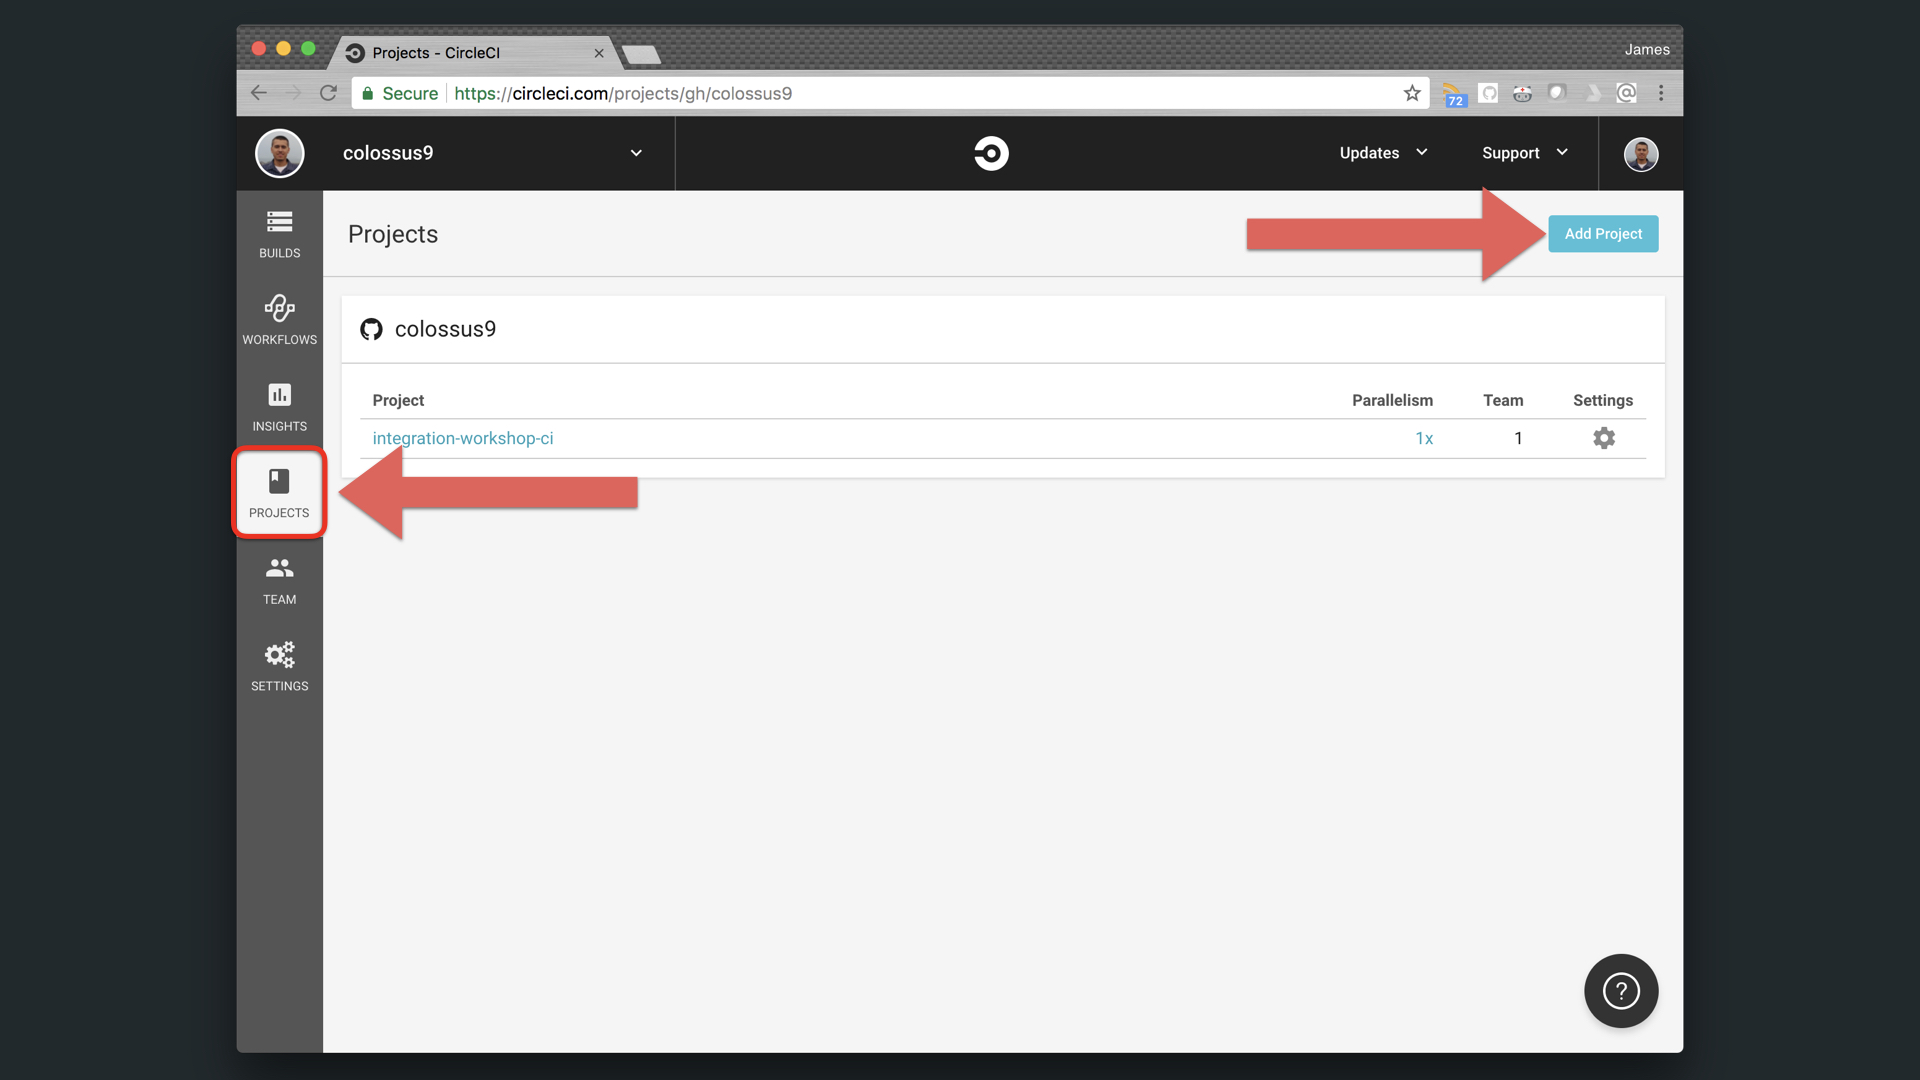 Projects - CircleCI
James
Secure https://circleci.com/projects/gh/colossus9
72
colossus9
Updates
Support
BUILDS
WORKFLOWS
INSIGHTS
PROJECTS
TEAM
SETTINGS
Projects
Add Project
colossus9
Project Parallelism Team Settings
integration-workshop-ci 1x 1
?